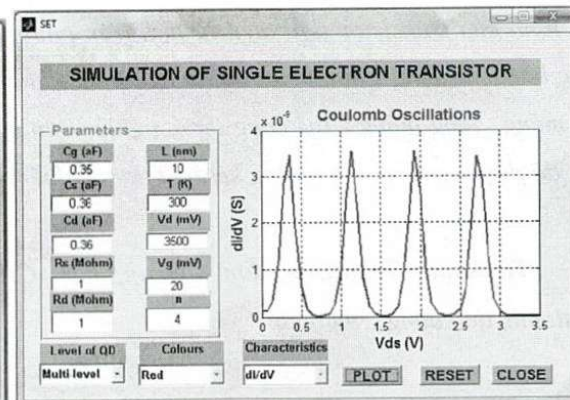 SET
SIMULATION OF SINGLE ELECTRON TRANSISTOR
Parameters
Cg (aF)
0.35
Cs (aF)
0.36
Cd (aF)
0.36
Rs (Mohm)
1
Rd (Mohm)
1
L (nm)
10
T (K)
300
Vd (mV)
3500
Vg (mV)
20
n
4
Coulomb Oscillations
x 10⁻⁹
dI/dV (S)
4
3
2
1
0
0 0.5 1 1.5 2 2.5 3 3.5
Vds (V)
Level of QD
Multi level
Colours
Red
Characteristics
dI/dV
PLOT RESET CLOSE